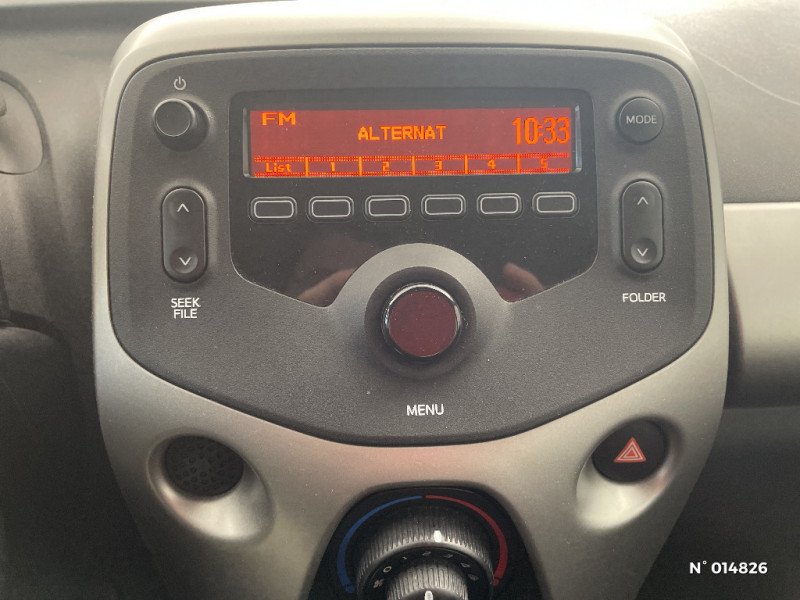 FM
ALTERNAT
10:33
List 1 2 3 4 5
MODE
SEEK
FILE
FOLDER
MENU
N° 014826